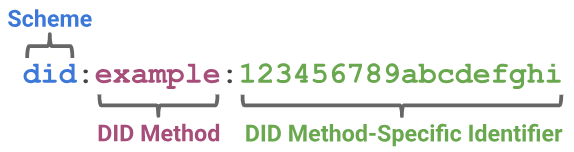 Scheme
did:example:123456789abcdefghi
DID Method DID Method-Specific Identifier